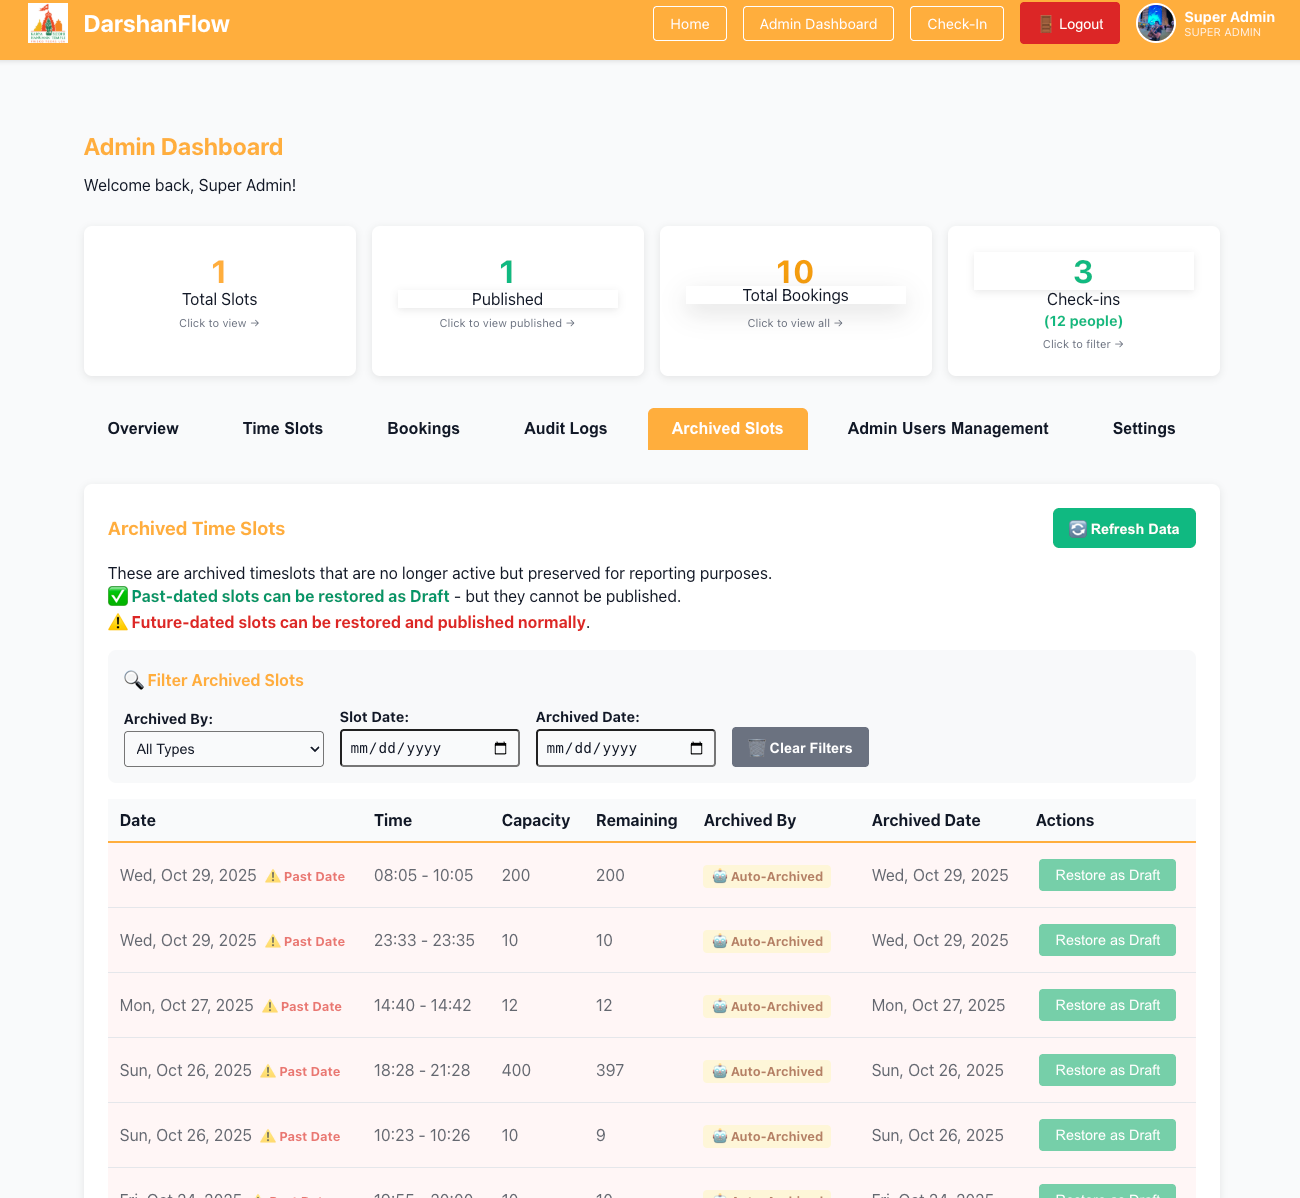 DarshanFlow
Home
Admin Dashboard
Check-In
Logout
Super Admin
SUPER ADMIN
Admin Dashboard
Welcome back, Super Admin!
1
Total Slots
Click to view →
1
Published
Click to view published →
10
Total Bookings
Click to view all →
3
Check-ins
(12 people)
Click to filter →
Overview
Time Slots
Bookings
Audit Logs
Archived Slots
Admin Users Management
Settings
Archived Time Slots
Refresh Data
These are archived timeslots that are no longer active but preserved for reporting purposes.
✅ Past-dated slots can be restored as Draft - but they cannot be published.
⚠️ Future-dated slots can be restored and published normally.
🔍 Filter Archived Slots
Archived By:
All Types
Slot Date:
mm/dd/yyyy
Archived Date:
mm/dd/yyyy
Clear Filters
Date Time Capacity Remaining Archived By Archived Date Actions
Wed, Oct 29, 2025 ⚠️ Past Date 08:05 - 10:05 200 200 Auto-Archived Wed, Oct 29, 2025 Restore as Draft
Wed, Oct 29, 2025 ⚠️ Past Date 23:33 - 23:35 10 10 Auto-Archived Wed, Oct 29, 2025 Restore as Draft
Mon, Oct 27, 2025 ⚠️ Past Date 14:40 - 14:42 12 12 Auto-Archived Mon, Oct 27, 2025 Restore as Draft
Sun, Oct 26, 2025 ⚠️ Past Date 18:28 - 21:28 400 397 Auto-Archived Sun, Oct 26, 2025 Restore as Draft
Sun, Oct 26, 2025 ⚠️ Past Date 10:23 - 10:26 10 9 Auto-Archived Sun, Oct 26, 2025 Restore as Draft